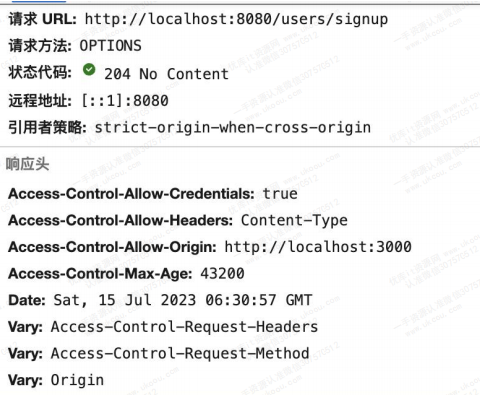 请求 URL: http://localhost:8080/users/signup
请求方法: OPTIONS
状态代码: 204 No Content
远程地址: [::1]:8080
引用者策略: strict-origin-when-cross-origin
响应头
Access-Control-Allow-Credentials: true
Access-Control-Allow-Headers: Content-Type
Access-Control-Allow-Origin: http://localhost:3000
Access-Control-Max-Age: 43200
Date: Sat, 15 Jul 2023 06:30:57 GMT
Vary: Access-Control-Request-Headers
Vary: Access-Control-Request-Method
Vary: Origin